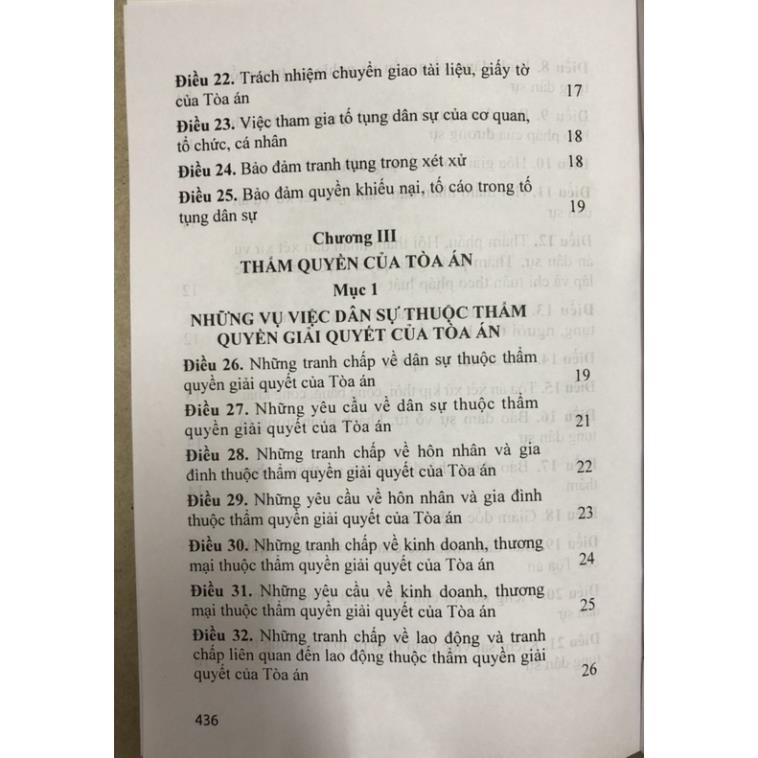 Điều 22. Trách nhiệm chuyển giao tài liệu, giấy tờ
của Tòa án 17
Điều 23. Việc tham gia tố tụng dân sự của cơ quan,
tổ chức, cá nhân 18
Điều 24. Bảo đảm tranh tụng trong xét xử 18
Điều 25. Bảo đảm quyền khiếu nại, tố cáo trong tố
tụng dân sự 19
Chương III
THẨM QUYỀN CỦA TÒA ÁN
Mục 1
NHỮNG VỤ VIỆC DÂN SỰ THUỘC THẨM
QUYỀN GIẢI QUYẾT CỦA TÒA ÁN
Điều 26. Những tranh chấp về dân sự thuộc thẩm
quyền giải quyết của Tòa án 19
Điều 27. Những yêu cầu về dân sự thuộc thẩm
quyền giải quyết của Tòa án 21
Điều 28. Những tranh chấp về hôn nhân và gia
đình thuộc thẩm quyền giải quyết của Tòa án 22
Điều 29. Những yêu cầu về hôn nhân và gia đình
thuộc thẩm quyền giải quyết của Tòa án 23
Điều 30. Những tranh chấp về kinh doanh, thương
mại thuộc thẩm quyền giải quyết của Tòa án 24
Điều 31. Những yêu cầu về kinh doanh, thương
mại thuộc thẩm quyền giải quyết của Tòa án 25
Điều 32. Những tranh chấp về lao động và tranh
chấp liên quan đến lao động thuộc thẩm quyền giải
quyết của Tòa án 26
436